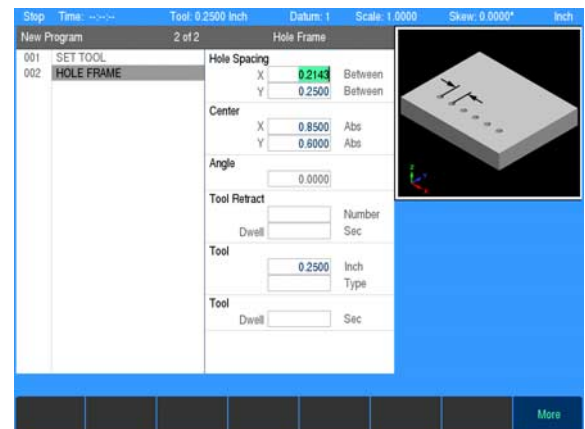 Stop Time: --:--:-- Tool: 0.2500 Inch Datum: 1 Scale: 1.0000 Skew: 0.0000° Inch
New Program 2 of 2 Hole Frame
001 SET TOOL
002 HOLE FRAME
Hole Spacing
X 0.2143 Between
Y 0.2500 Between
Center
X 0.8500 Abs
Y 0.6000 Abs
Angle
0.0000
Tool Retract
Number
Dwell Sec
Tool
0.2500 Inch
Type
Tool
Dwell Sec
More